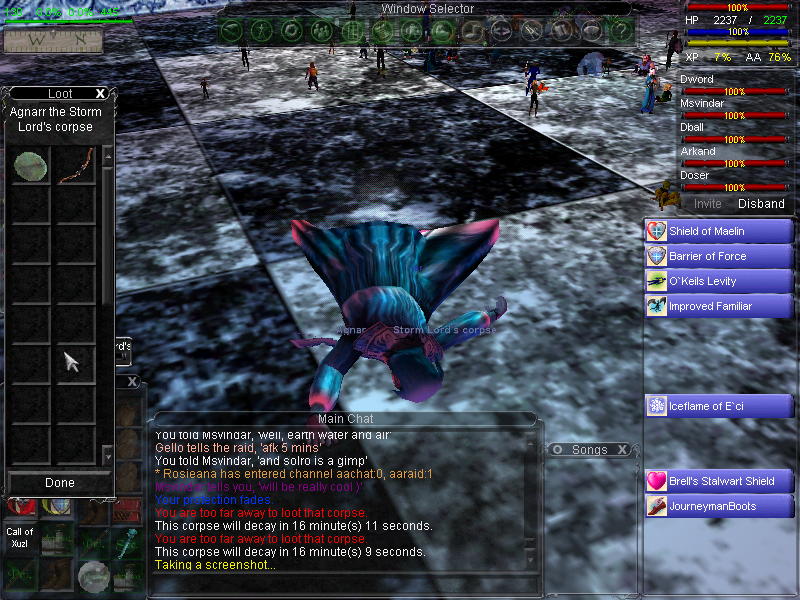 Window Selector
100%
HP 2237 / 2237
100%
XP 7% AA 76%
W N
Loot X
Agnarr the Storm
Lord's corpse
Done
Dword
100%
Msvindar
100%
Dball
100%
Arkand
100%
Doser
100%
Invite Disband
Shield of Maelin
Barrier of Force
O`Keils Levity
Improved Familiar
Iceflame of E`ci
Brell's Stalwart Shield
JourneymanBoots
Agnar Storm Lord's corpse
rd's
X
Main Chat
You told Msvindar, 'well, earth water and air'
Gello tells the raid, 'afk 5 mins'
You told Msvindar, 'and solro is a gimp'
* Rosieana has entered channel aachat:0, aaraid:1
tells you, 'will be really cool )'
Your protection fades.
You are too far away to loot that corpse.
This corpse will decay in 16 minute(s) 11 seconds.
You are too far away to loot that corpse.
This corpse will decay in 16 minute(s) 9 seconds.
Taking a screenshot...
O Songs X
Call of
Xuzl